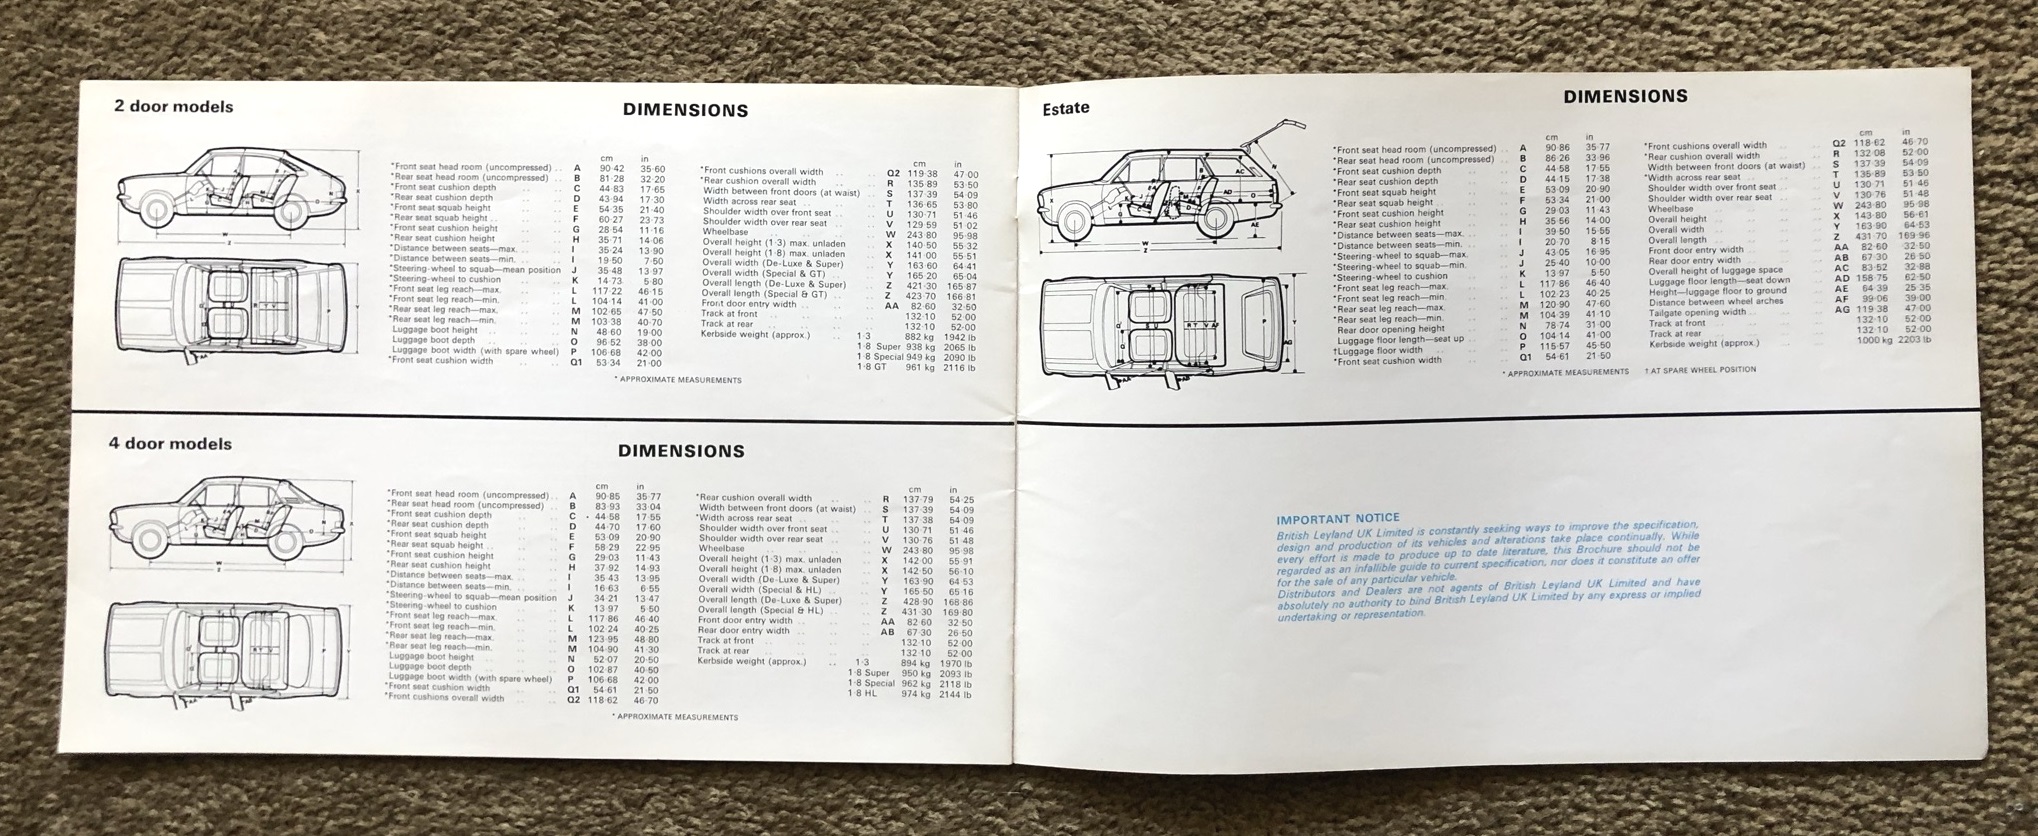 2 door models
DIMENSIONS
cm in
*Front seat head room (uncompressed) A 90·42 35·60
*Rear seat head room (uncompressed) B 81·28 32·20
*Front seat cushion depth C 44·83 17·65
*Rear seat cushion depth D 43·94 17·30
*Front seat squab height E 54·35 21·40
*Rear seat squab height F 60·27 23·73
*Front seat cushion height G 28·54 11·16
*Rear seat cushion height H 35·71 14·06
*Distance between seats—max. I 35·24 13·90
*Distance between seats—min. I 19·50 7·50
*Steering-wheel to squab—mean position J 35·48 13·97
*Steering-wheel to cushion K 14·73 5·80
*Front seat leg reach—max. L 117·22 46·15
*Front seat leg reach—min. L 104·14 41·00
*Rear seat leg reach—max. M 102·65 47·50
*Rear seat leg reach—min. M 103·38 40·70
Luggage boot height N 48·60 19·00
Luggage boot depth O 96·52 38·00
Luggage boot width (with spare wheel) P 106·68 42·00
*Front seat cushion width Q1 53·34 21·00
cm in
*Front cushions overall width Q2 119·38 47·00
*Rear cushion overall width R 135·89 53·50
Width between front doors (at waist) S 137·39 54·09
Width across rear seat T 136·65 53·80
Shoulder width over front seat U 130·71 51·46
Shoulder width over rear seat V 129·59 51·02
Wheelbase W 243·80 95·98
Overall height (1·3) max. unladen X 140·50 55·32
Overall height (1·8) max. unladen X 141·00 55·51
Overall width (De-Luxe & Super) Y 163·60 64·41
Overall width (Special & GT) Y 165·20 65·04
Overall length (De-Luxe & Super) Z 421·30 165·87
Overall length (Special & GT) Z 423·70 166·81
Front door entry width AA 82·60 32·50
Track at front 132·10 52·00
Track at rear 132·10 52·00
Kerbside weight (approx.) 1·3 882 kg 1942 lb
1·8 Super 938 kg 2065 lb
1·8 Special 949 kg 2090 lb
1·8 GT 961 kg 2116 lb
* APPROXIMATE MEASUREMENTS
4 door models
DIMENSIONS
cm in
*Front seat head room (uncompressed) A 90·85 35·77
*Rear seat head room (uncompressed) B 83·93 33·04
*Front seat cushion depth C 44·58 17·55
*Rear seat cushion depth D 44·70 17·60
*Front seat squab height E 53·09 20·90
*Rear seat squab height F 58·29 22·95
*Front seat cushion height G 29·03 11·43
*Rear seat cushion height H 37·92 14·93
*Distance between seats—max. I 35·43 13·95
*Distance between seats—min. I 16·63 6·55
*Steering-wheel to squab—mean position J 34·21 13·47
*Steering-wheel to cushion K 13·97 5·50
*Front seat leg reach—max. L 117·86 46·40
*Front seat leg reach—min. L 102·24 40·25
*Rear seat leg reach—max. M 123·95 48·80
*Rear seat leg reach—min. M 104·90 41·30
Luggage boot height N 52·07 20·50
Luggage boot depth O 102·87 40·50
Luggage boot width (with spare wheel) P 106·68 42·00
*Front seat cushion width Q1 54·61 21·50
*Front cushions overall width Q2 118·62 46·70
cm in
*Rear cushion overall width R 137·79 54·25
Width between front doors (at waist) S 137·39 54·09
*Width across rear seat T 137·38 54·09
Shoulder width over front seat U 130·71 51·46
Shoulder width over rear seat V 130·76 51·48
Wheelbase W 243·80 95·98
Overall height (1·3) max. unladen X 142·00 55·91
Overall height (1·8) max. unladen X 142·50 56·10
Overall width (De-Luxe & Super) Y 163·90 64·53
Overall width (Special & HL) Y 165·50 65·16
Overall length (De-Luxe & Super) Z 428·90 168·86
Overall length (Special & HL) Z 431·30 169·80
Front door entry width AA 82·60 32·50
Rear door entry width AB 67·30 26·50
Track at front 132·10 52·00
Track at rear 132·10 52·00
Kerbside weight (approx.) 1·3 894 kg 1970 lb
1·8 Super 950 kg 2093 lb
1·8 Special 962 kg 2118 lb
1·8 HL 974 kg 2144 lb
* APPROXIMATE MEASUREMENTS
Estate
DIMENSIONS
cm in
*Front seat head room (uncompressed) A 90·86 35·77
*Rear seat head room (uncompressed) B 86·26 33·96
*Front seat cushion depth C 44·58 17·55
*Rear seat cushion depth D 44·15 17·38
*Front seat squab height E 53·09 20·90
*Rear seat squab height F 53·34 21·00
*Front seat cushion height G 29·03 11·43
*Rear seat cushion height H 35·56 14·00
*Distance between seats—max. I 39·50 15·55
*Distance between seats—min. I 20·70 8·15
*Steering-wheel to squab—max. J 43·05 16·95
*Steering-wheel to squab—min. J 25·40 10·00
*Steering-wheel to cushion K 13·97 5·50
*Front seat leg reach—max. L 117·86 46·40
*Front seat leg reach—min. L 102·23 40·25
*Rear seat leg reach—max. M 120·90 47·60
*Rear seat leg reach—min. M 104·39 41·10
Rear door opening height N 78·74 31·00
Luggage floor length—seat up O 104·14 41·00
†Luggage floor width P 115·57 45·50
*Front seat cushion width Q1 54·61 21·50
cm in
*Front cushions overall width Q2 118·62 46·70
*Rear cushion overall width R 132·08 52·00
Width between front doors (at waist) S 137·39 54·09
*Width across rear seat T 135·89 53·50
Shoulder width over front seat U 130·71 51·46
Shoulder width over rear seat V 130·76 51·48
Wheelbase W 243·80 95·98
Overall height X 143·80 56·61
Overall width Y 163·90 64·53
Overall length Z 431·70 169·96
Front door entry width AA 82·60 32·50
Rear door entry width AB 67·30 26·50
Overall height of luggage space AC 83·52 32·88
Luggage floor length—seat down AD 158·75 62·50
Height—luggage floor to ground AE 64·39 25·35
Distance between wheel arches AF 99·06 39·00
Tailgate opening width AG 119·38 47·00
Track at front 132·10 52·00
Track at rear 132·10 52·00
Kerbside weight (approx.) 1000 kg 2203 lb
* APPROXIMATE MEASUREMENTS † AT SPARE WHEEL POSITION
IMPORTANT NOTICE
British Leyland UK Limited is constantly seeking ways to improve the specification,
design and production of its vehicles and alterations take place continually. While
every effort is made to produce up to date literature, this Brochure should not be
regarded as an infallible guide to current specification, nor does it constitute an offer
for the sale of any particular vehicle.
Distributors and Dealers are not agents of British Leyland UK Limited and have
absolutely no authority to bind British Leyland UK Limited by any express or implied
undertaking or representation.